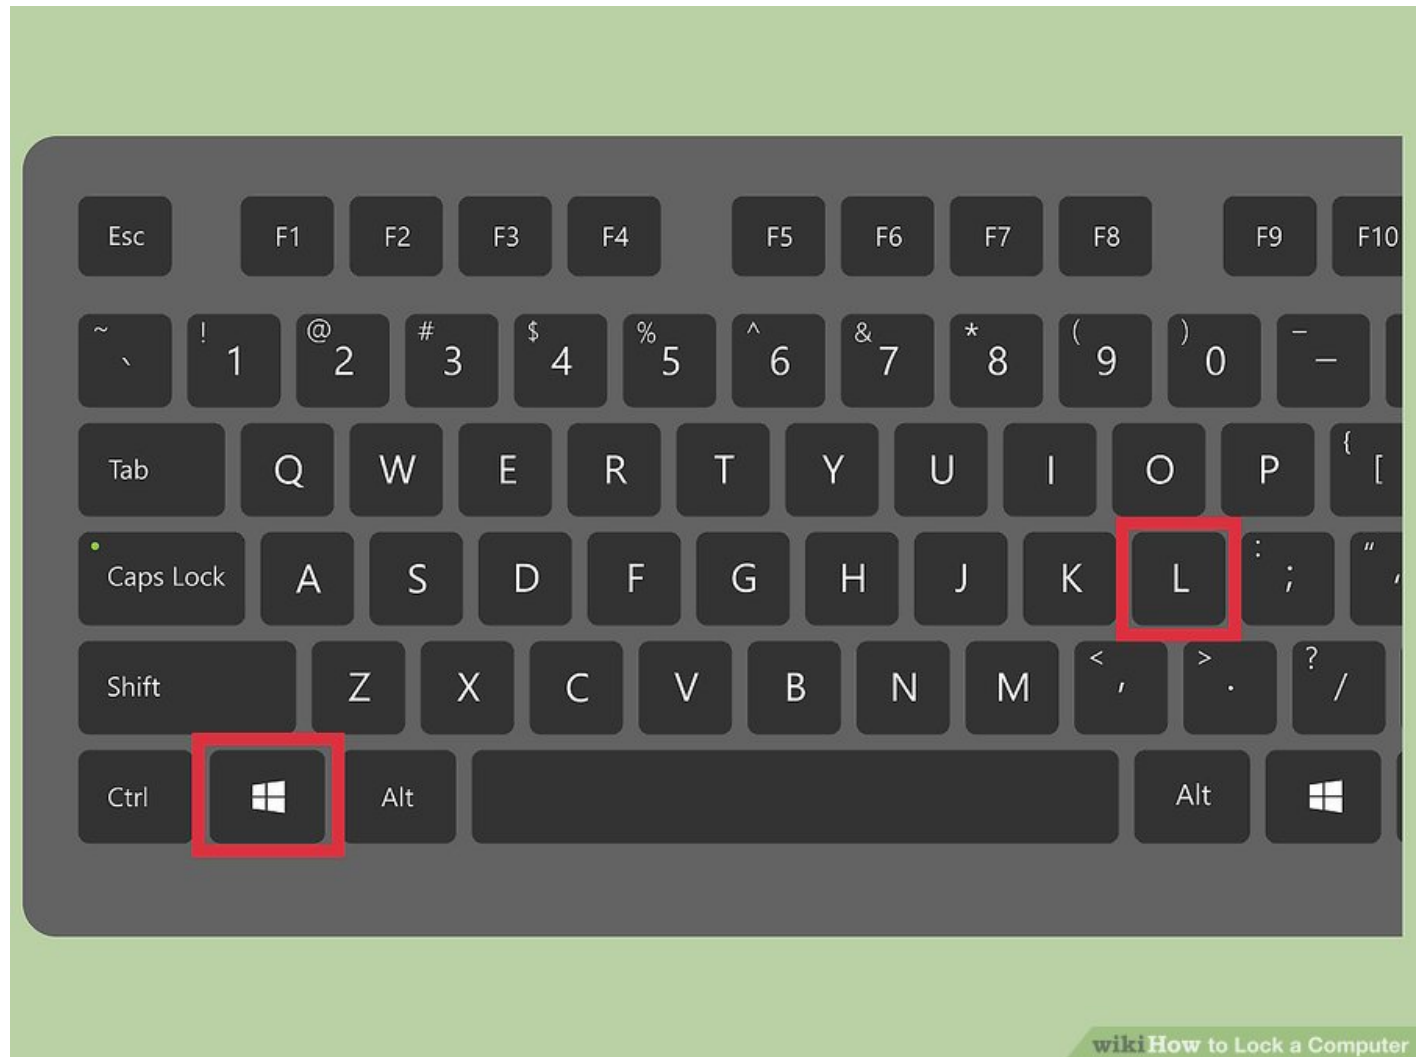 Esc F1 F2 F3 F4 F5 F6 F7 F8 F9 F10
~ ` ! 1 @ 2 # 3 $ 4 % 5 ^ 6 & 7 * 8 ( 9 ) 0 – —
Tab Q W E R T Y U I O P { [
Caps Lock A S D F G H J K L : ; " '
Shift Z X C V B N M < , > . ? /
Ctrl Alt Alt
wikiHow to Lock a Computer